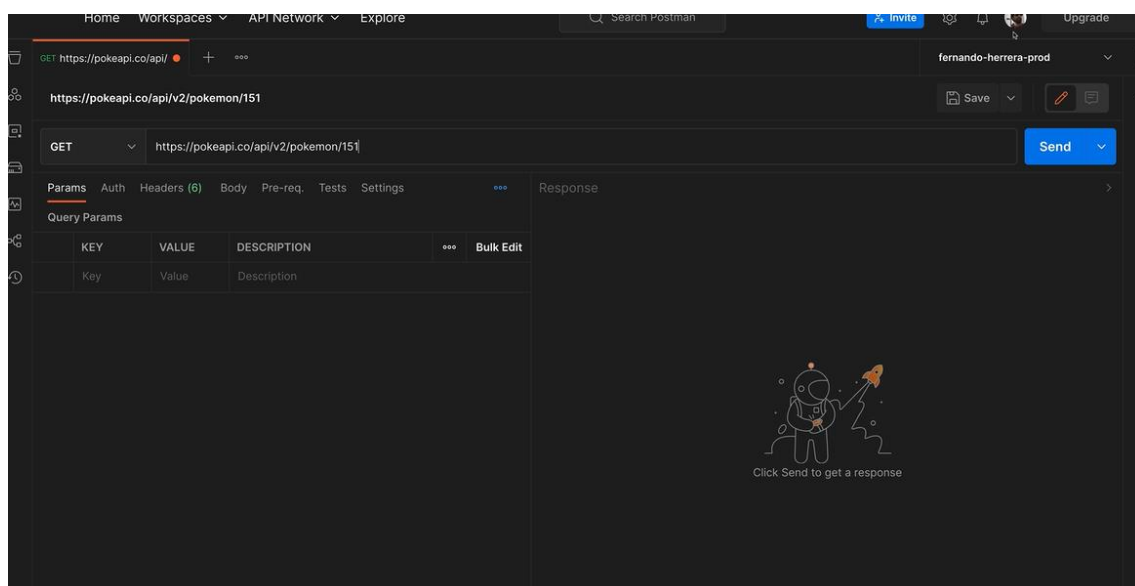 Home Workspaces API Network Explore Search Postman Invite Upgrade
GET https://pokeapi.co/api/ fernando-herrera-prod
https://pokeapi.co/api/v2/pokemon/151 Save
GET https://pokeapi.co/api/v2/pokemon/151 Send
Params Auth Headers (6) Body Pre-req. Tests Settings Response
Query Params
KEY VALUE DESCRIPTION Bulk Edit
Key Value Description
Click Send to get a response